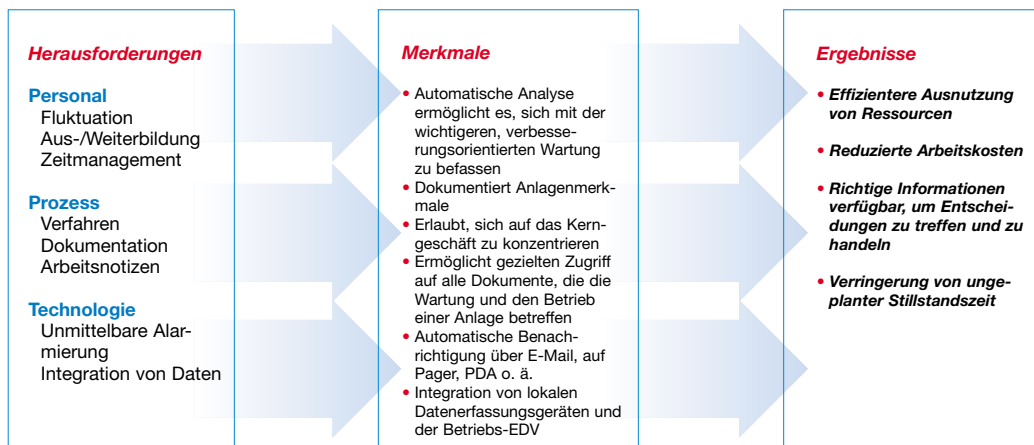 Herausforderungen
Personal
Fluktuation
Aus-/Weiterbildung
Zeitmanagement
Prozess
Verfahren
Dokumentation
Arbeitsnotizen
Technologie
Unmittelbare Alar-
mierung
Integration von Daten
Merkmale
• Automatische Analyse
ermöglicht es, sich mit der
wichtigeren, verbesse-
rungsorientierten Wartung
zu befassen
• Dokumentiert Anlagenmerk-
male
• Erlaubt, sich auf das Kern-
geschäft zu konzentrieren
• Ermöglicht gezielten Zugriff
auf alle Dokumente, die die
Wartung und den Betrieb
einer Anlage betreffen
• Automatische Benach-
richtigung über E-Mail, auf
Pager, PDA o. ä.
• Integration von lokalen
Datenerfassungsgeräten und
der Betriebs-EDV
Ergebnisse
• Effizientere Ausnutzung
von Ressourcen
• Reduzierte Arbeitskosten
• Richtige Informationen
verfügbar, um Entschei-
dungen zu treffen und zu
handeln
• Verringerung von unge-
planter Stillstandszeit